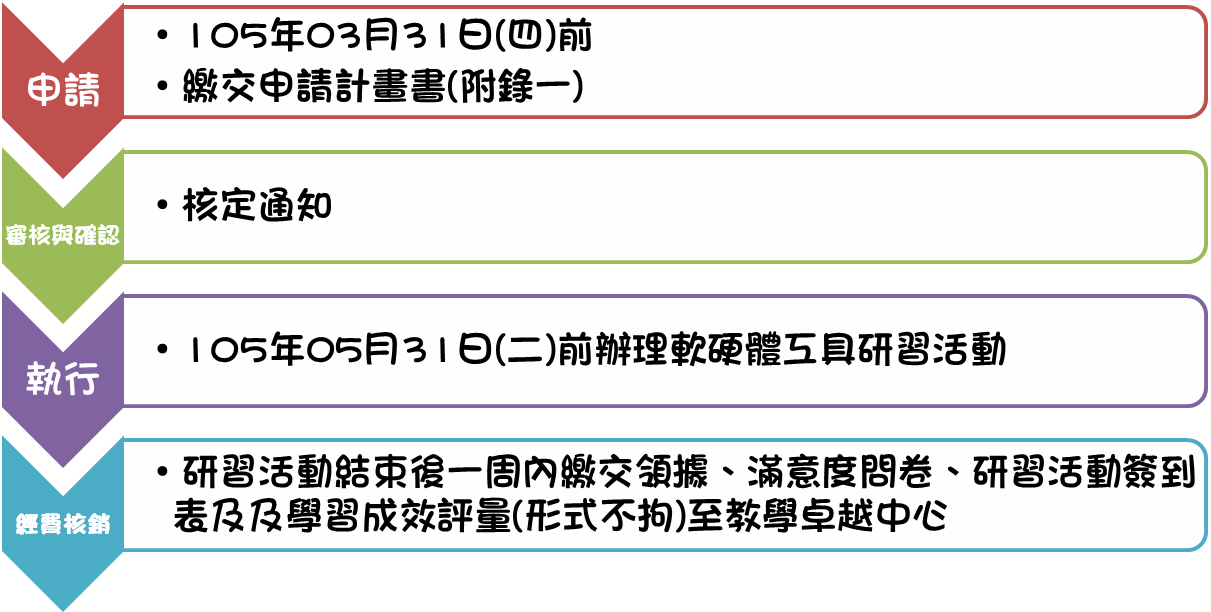 申請
• 105年03月31日(四)前
• 繳交申請計畫書(附錄一)
審核與確認
• 核定通知
執行
• 105年05月31日(二)前辦理軟硬體工具研習活動
經費核銷
• 研習活動結束後一周內繳交領據、滿意度問卷、研習活動簽到
表及及學習成效評量(形式不拘)至教學卓越中心